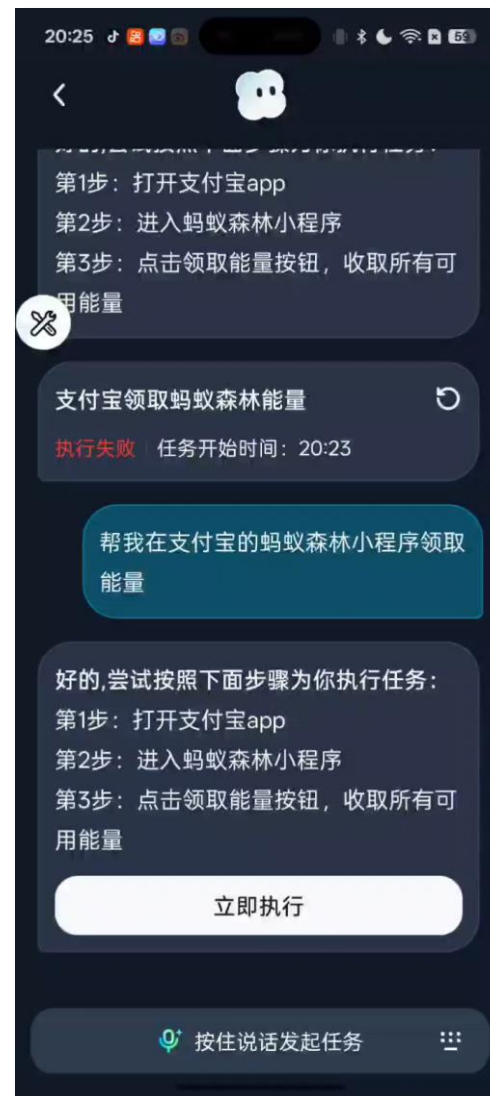 20:25
59
第1步：打开支付宝app
第2步：进入蚂蚁森林小程序
第3步：点击领取能量按钮，收取所有可
用能量
支付宝领取蚂蚁森林能量
执行失败 任务开始时间：20:23
帮我在支付宝的蚂蚁森林小程序领取
能量
好的,尝试按照下面步骤为你执行任务：
第1步：打开支付宝app
第2步：进入蚂蚁森林小程序
第3步：点击领取能量按钮，收取所有可
用能量
立即执行
按住说话发起任务